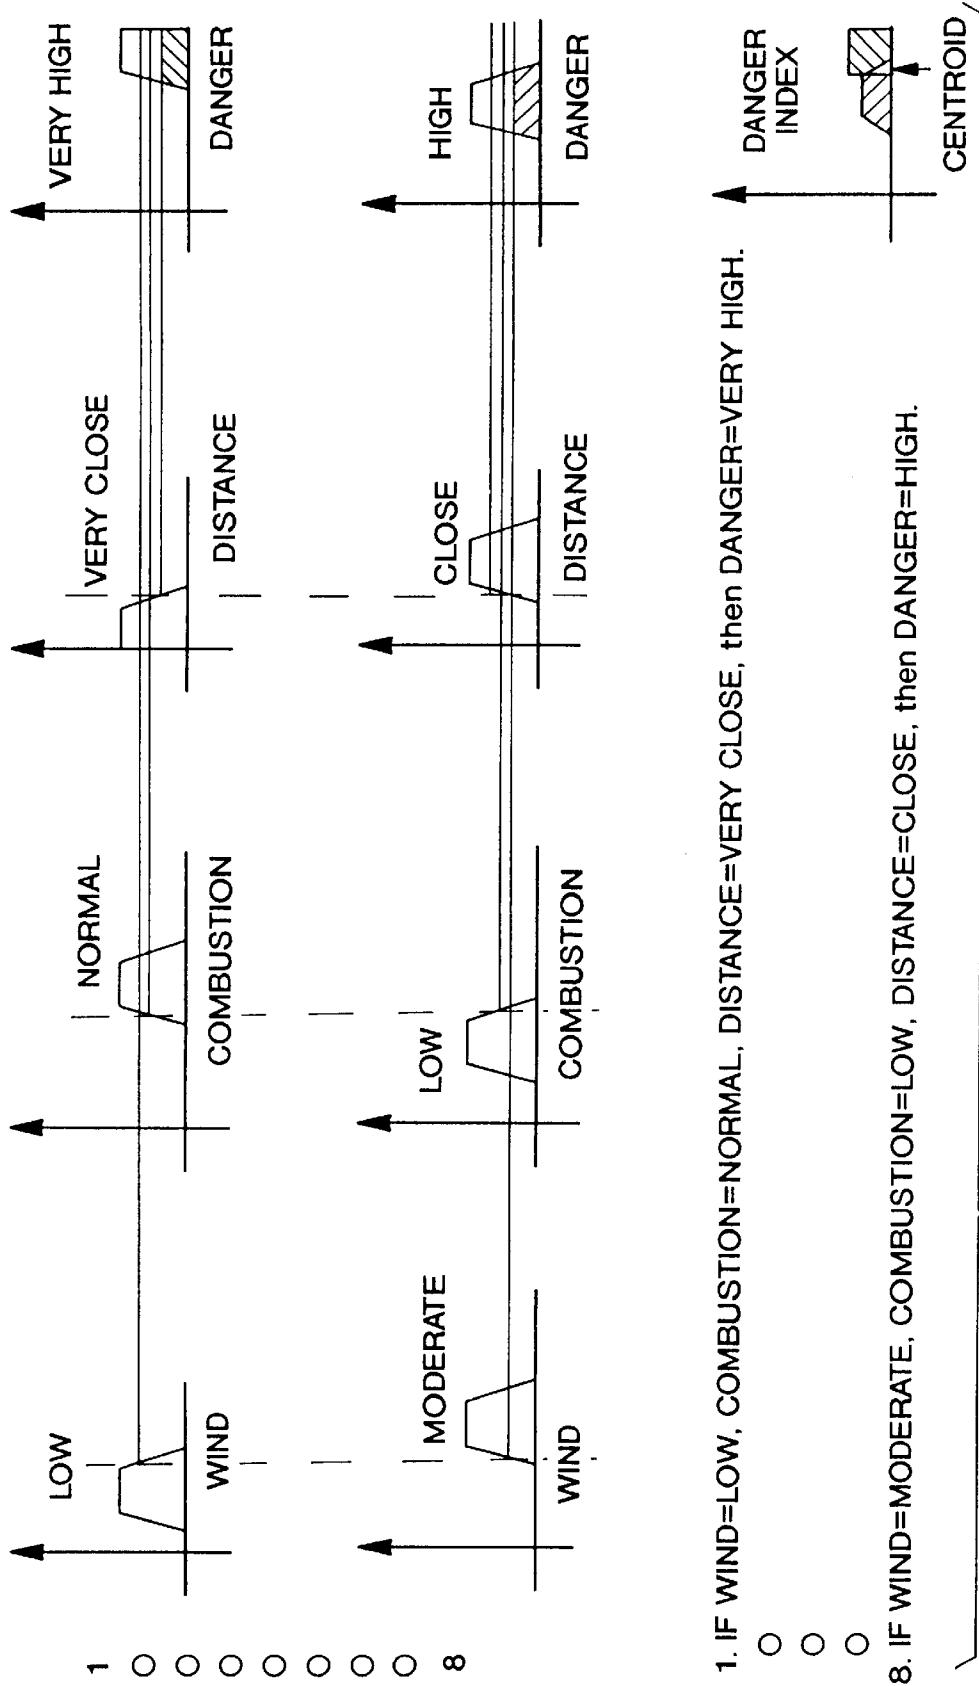 1
LOW
NORMAL
VERY CLOSE
VERY HIGH
WIND
COMBUSTION
DISTANCE
DANGER
8
MODERATE
LOW
CLOSE
HIGH
WIND
COMBUSTION
DISTANCE
DANGER
1. IF WIND=LOW, COMBUSTION=NORMAL, DISTANCE=VERY CLOSE, then DANGER=VERY HIGH.
8. IF WIND=MODERATE, COMBUSTION=LOW, DISTANCE=CLOSE, then DANGER=HIGH.
DANGER
INDEX
CENTROID